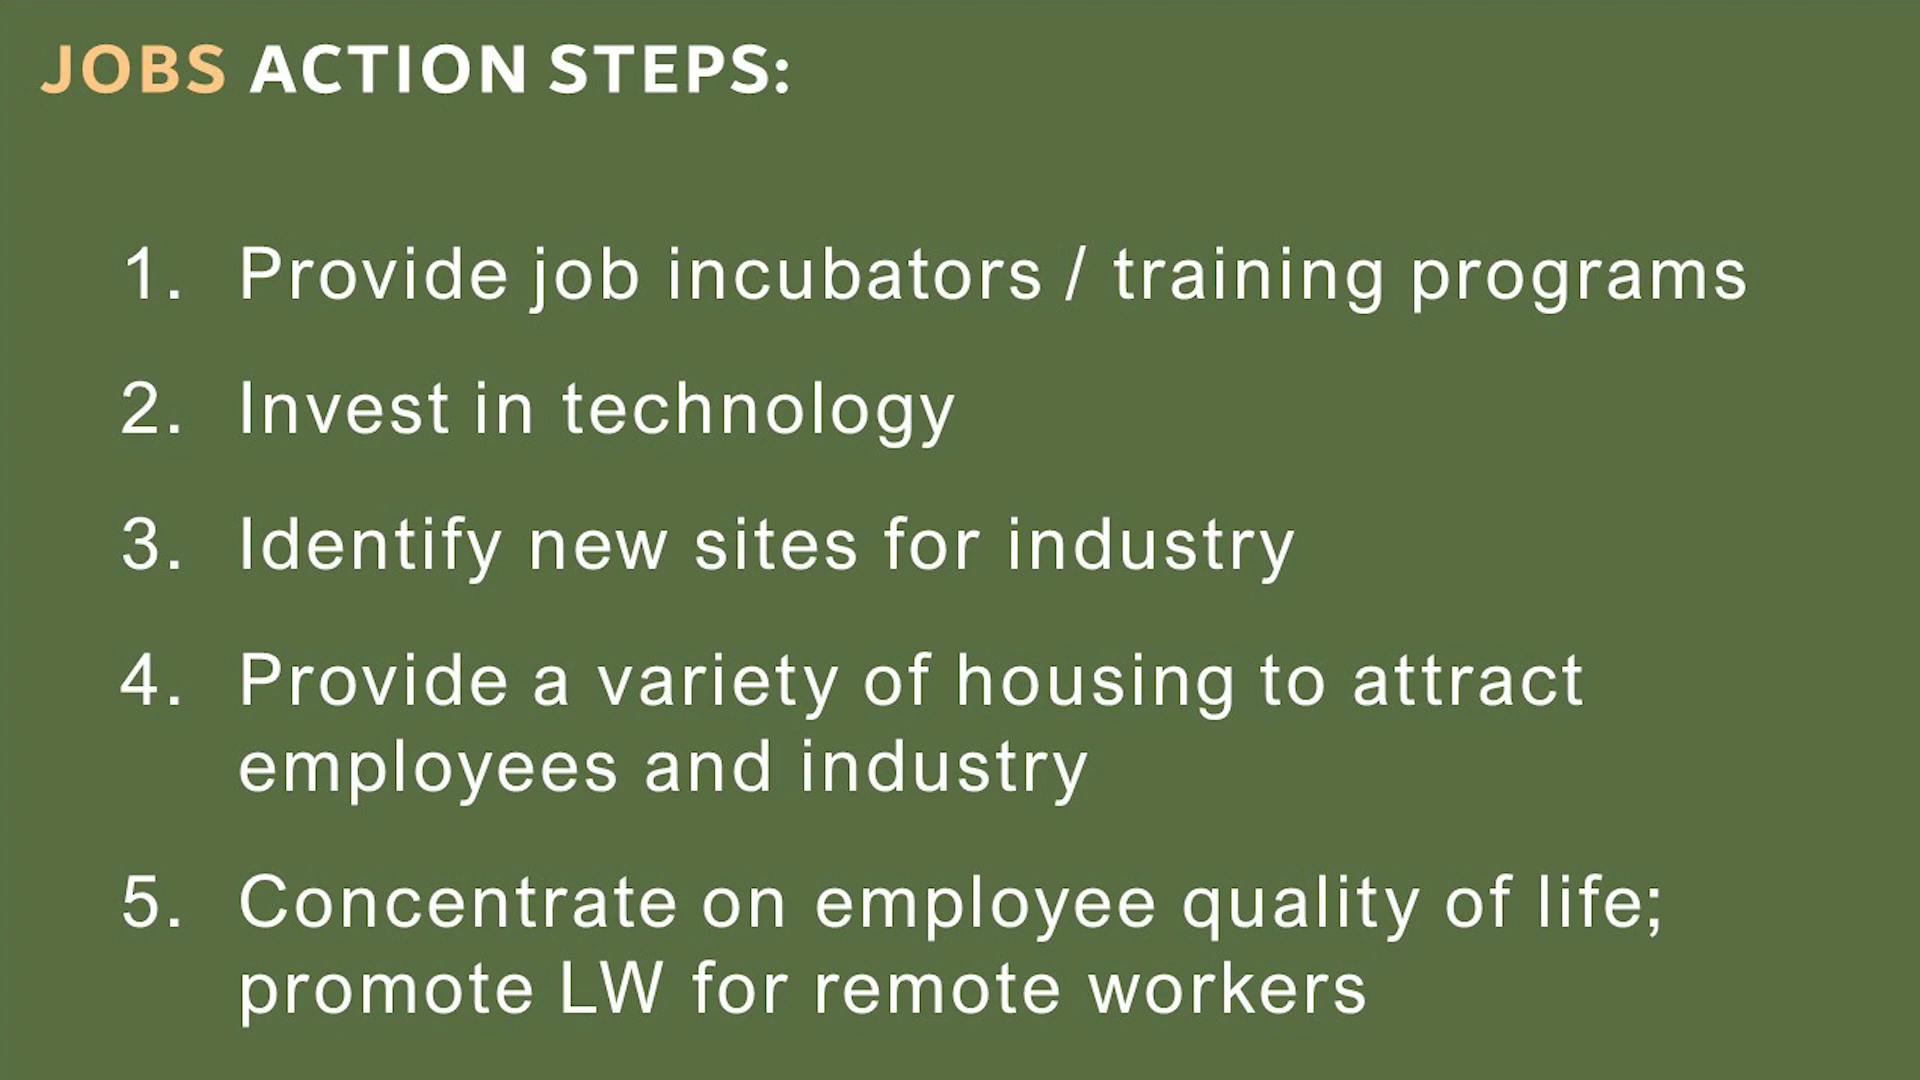 JOBS ACTION STEPS:
1. Provide job incubators / training programs
2. Invest in technology
3. Identify new sites for industry
4. Provide a variety of housing to attract
employees and industry
5. Concentrate on employee quality of life;
promote LW for remote workers